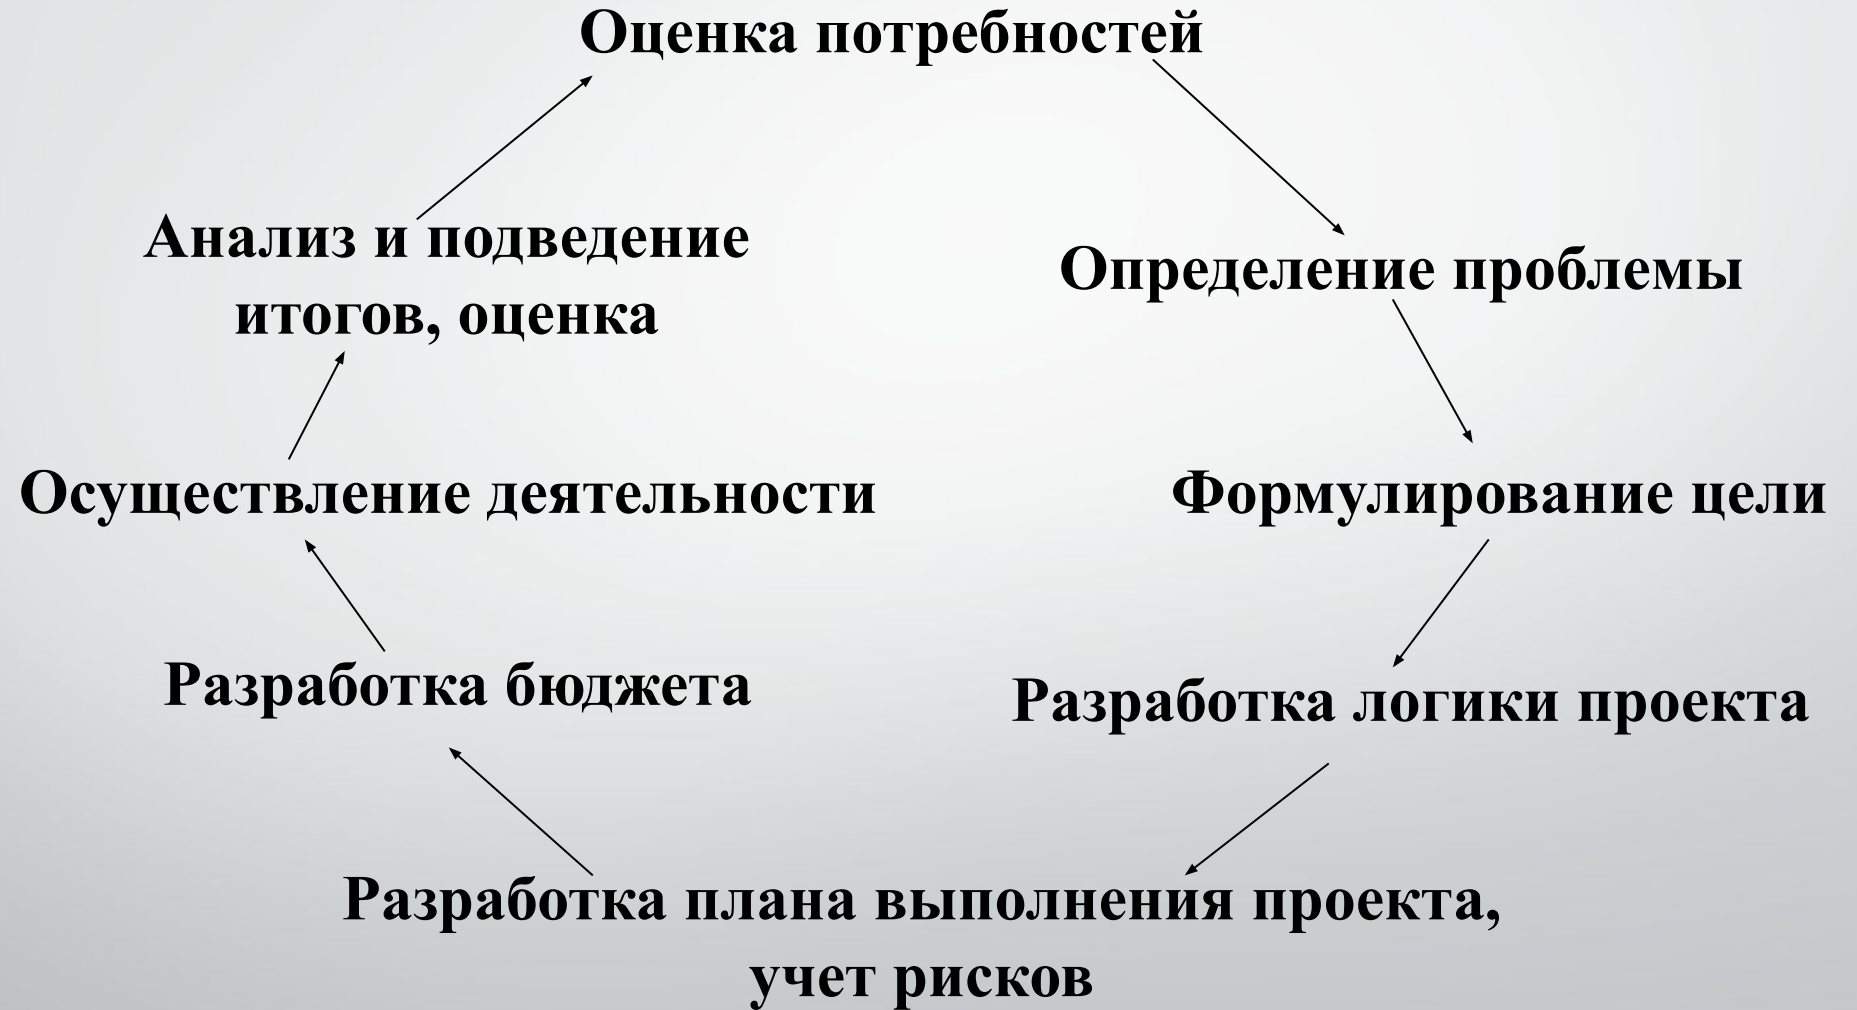 Оценка потребностей
Анализ и подведение
итогов, оценка
Определение проблемы
Осуществление деятельности
Формулирование цели
Разработка бюджета
Разработка логики проекта
Разработка плана выполнения проекта,
учет рисков